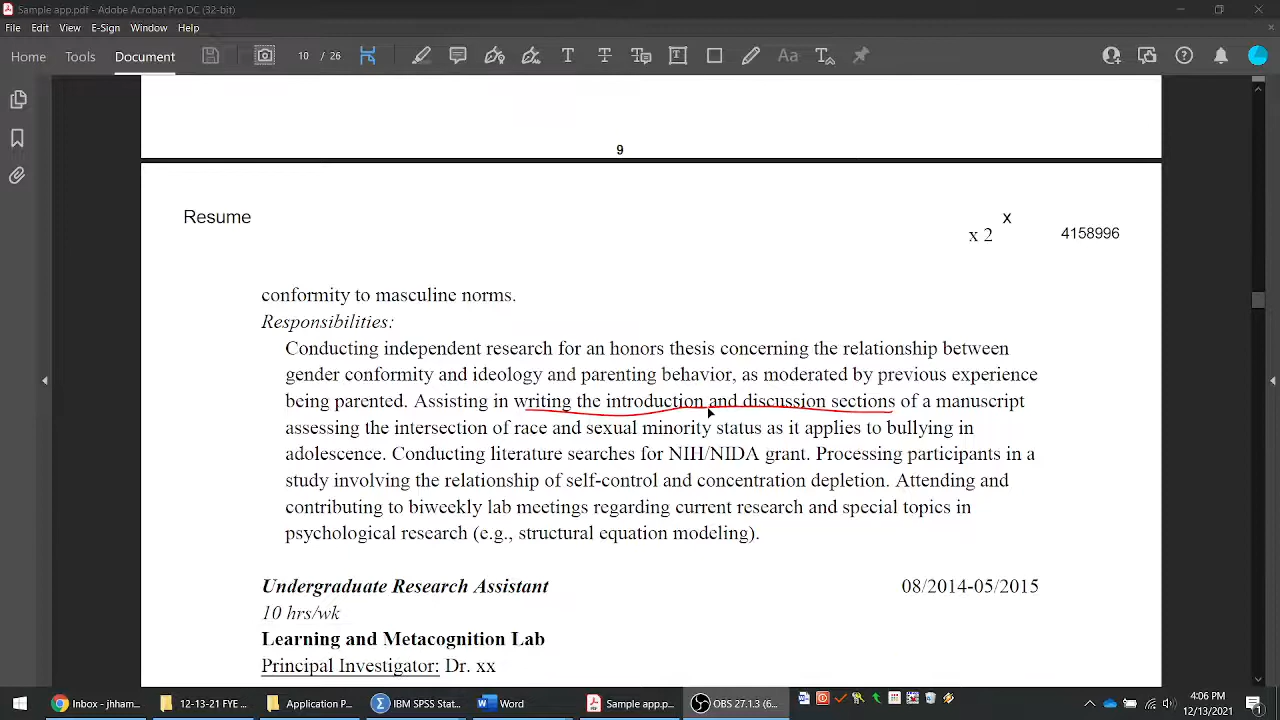 Sample app.pdf - Adobe Acrobat Pro DC (32-bit)
File Edit View E-Sign Window Help
Home Tools Document 10 / 26
9
Resume x
x 2 4158996
conformity to masculine norms.
Responsibilities:
Conducting independent research for an honors thesis concerning the relationship between
gender conformity and ideology and parenting behavior, as moderated by previous experience
being parented. Assisting in writing the introduction and discussion sections of a manuscript
assessing the intersection of race and sexual minority status as it applies to bullying in
adolescence. Conducting literature searches for NIH/NIDA grant. Processing participants in a
study involving the relationship of self-control and concentration depletion. Attending and
contributing to biweekly lab meetings regarding current research and special topics in
psychological research (e.g., structural equation modeling).
Undergraduate Research Assistant 08/2014-05/2015
10 hrs/wk
Learning and Metacognition Lab
Principal Investigator: Dr. xx
Inbox - jhham... 12-13-21 FYE ... Application P... IBM SPSS Stat... Word Sample app.p... OBS 27.1.3 (6... 4:06 PM
12/13/2021